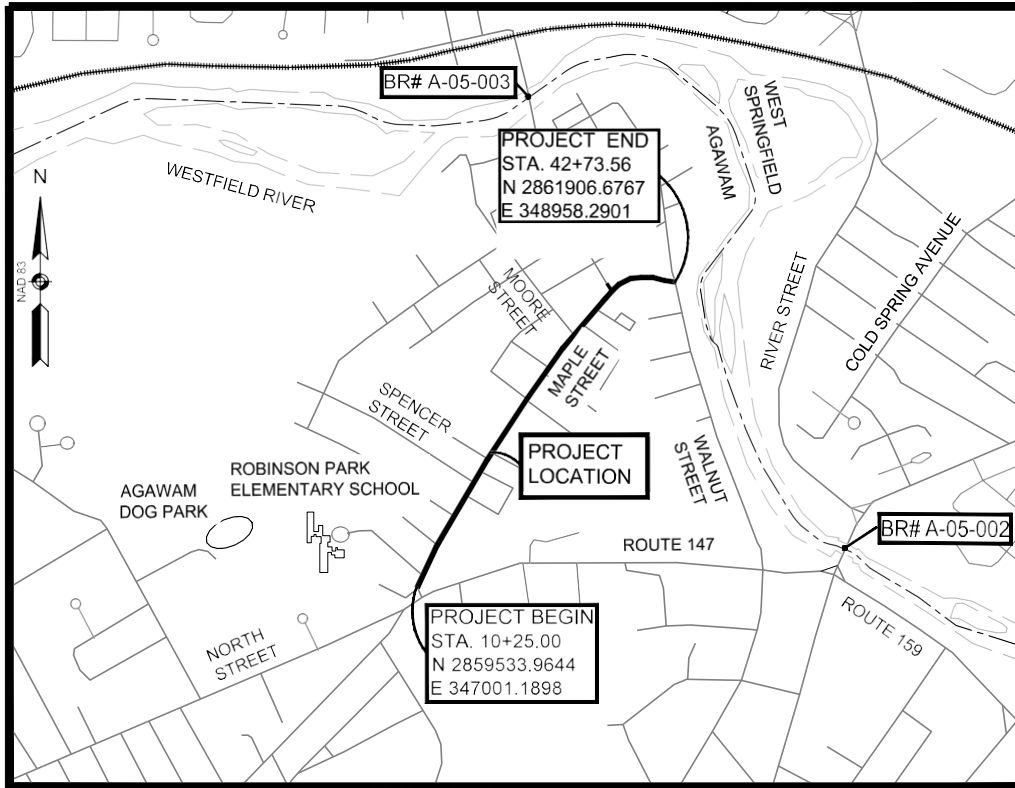 BR# A-05-003
WEST
SPRINGFIELD
AGAWAM
PROJECT END
STA. 42+73.56
N 2861906.6767
E 348958.2901
WESTFIELD RIVER
N
NAD 83
MOORE
STREET
RIVER STREET
COLD SPRING AVENUE
MAPLE
STREET
SPENCER
STREET
PROJECT
LOCATION
WALNUT
STREET
ROBINSON PARK
ELEMENTARY SCHOOL
AGAWAM
DOG PARK
ROUTE 147
BR# A-05-002
PROJECT BEGIN
STA. 10+25.00
N 2859533.9644
E 347001.1898
NORTH
STREET
ROUTE 159